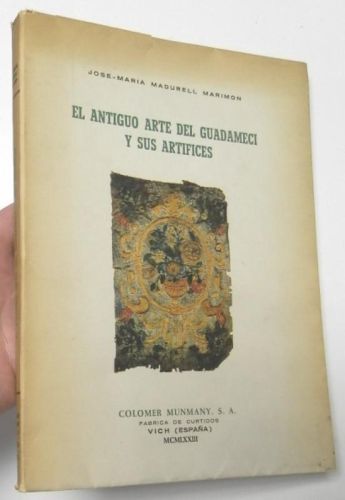 JOSE-MARIA MADURELL MARIMON
EL ANTIGUO ARTE DEL GUADAMECI
Y SUS ARTIFICES
COLOMER MUNMANY, S. A.
FABRICA DE CURTIDOS
VICH (ESPAÑA)
MCMLXXIII